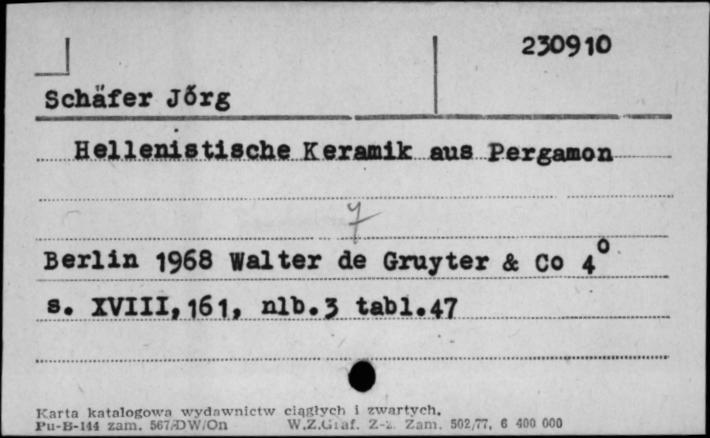 230910
Schäfer Jőrg
Hellenistische Keramik aus Pergamon
7
Berlin 1968 Walter de Gruyter & Co 4°
s. XVIII,161, nlb.3 tabl.47
Karta katalogowa wydawnictw ciągłych i zwartych.
Pu-B-144 zam. 567/DW/On W.Z.Graf. Z-z. Zam. 502/77, 6 400 000